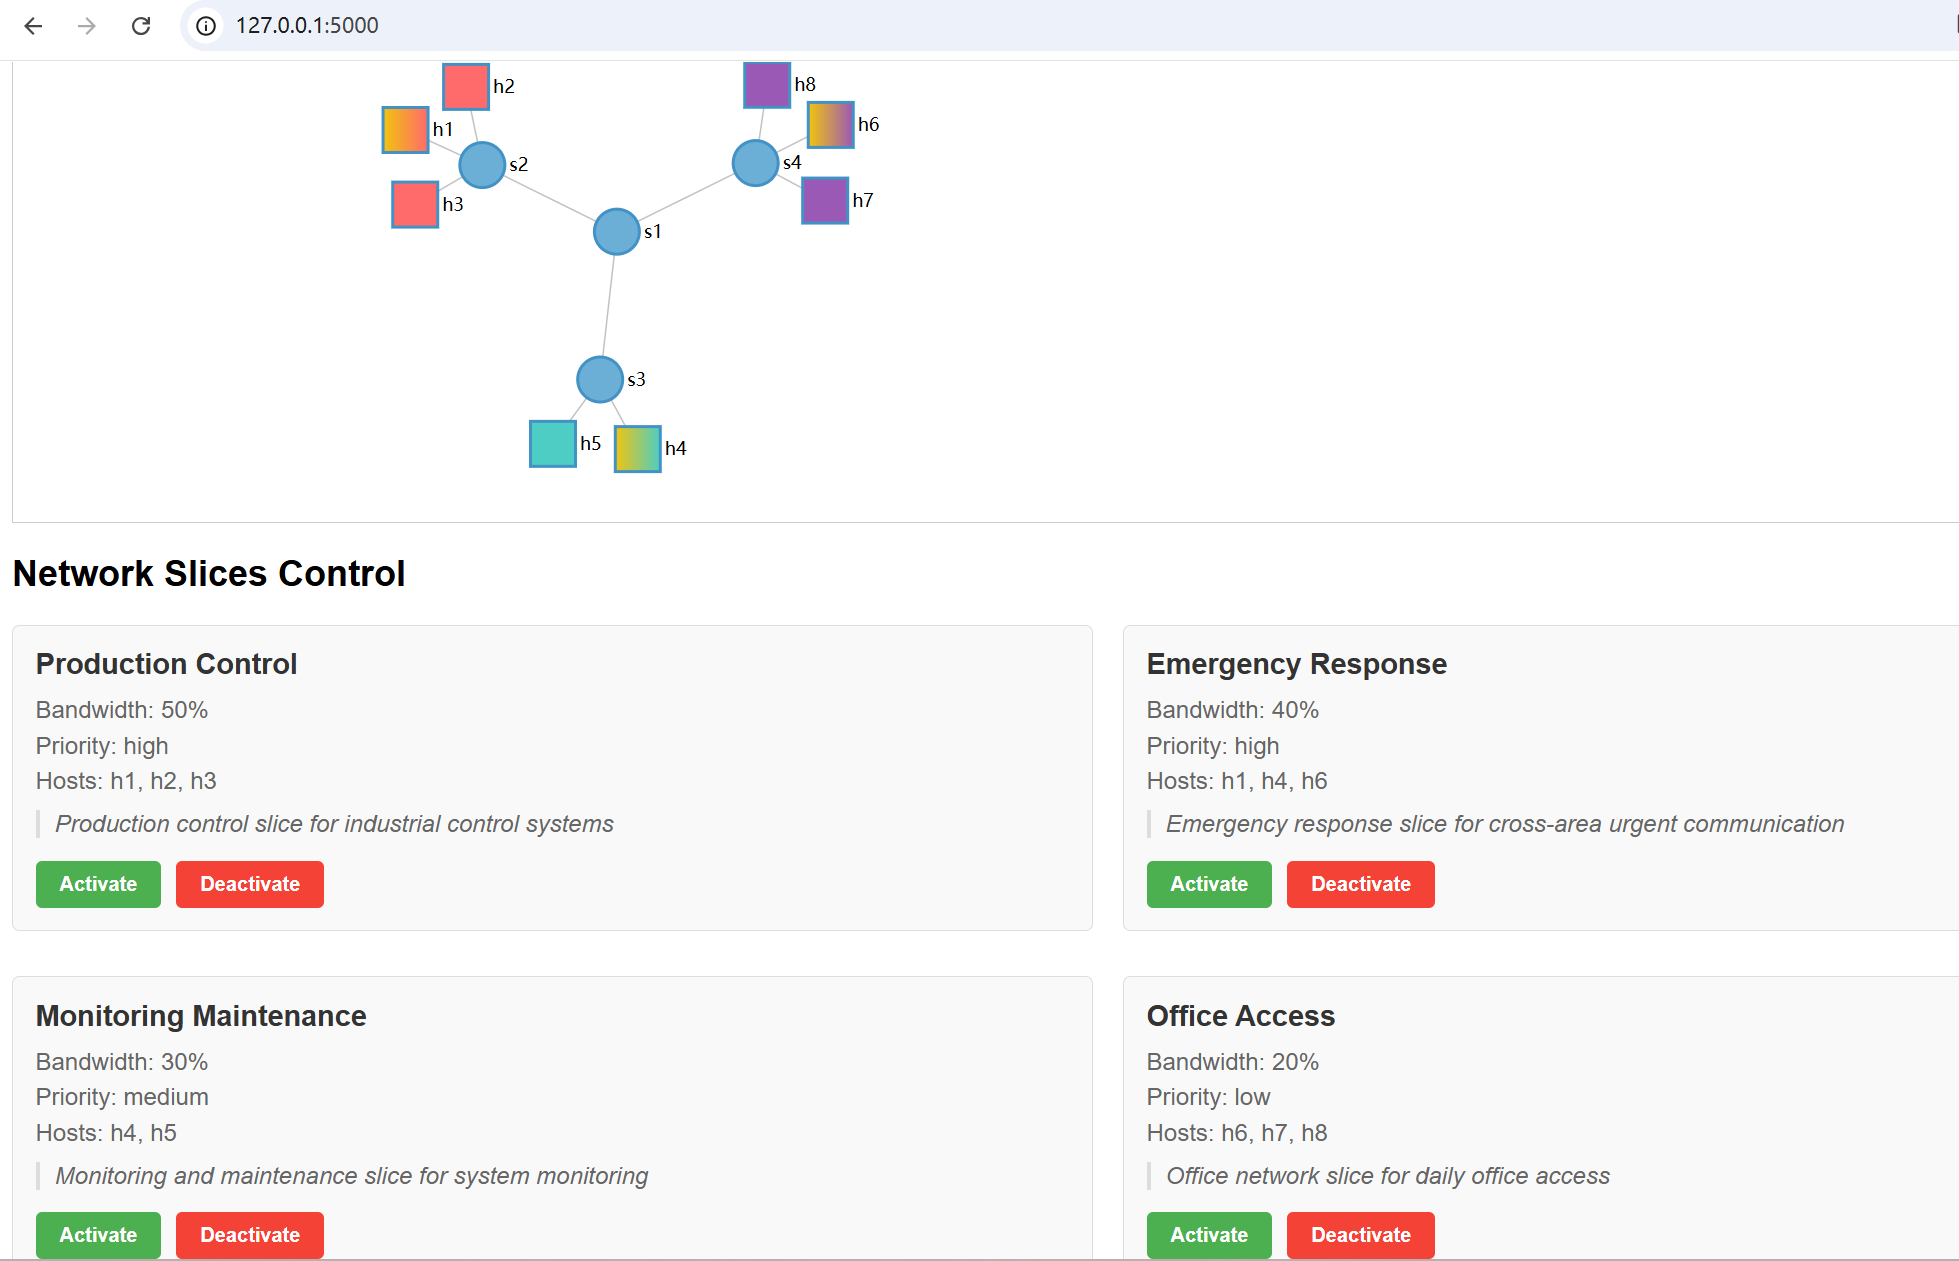 127.0.0.1:5000
h2
h8
h1
h6
s2
s4
h3
h7
s1
s3
h5
h4
Network Slices Control
Production Control
Bandwidth: 50%
Priority: high
Hosts: h1, h2, h3
Production control slice for industrial control systems
Activate
Deactivate
Emergency Response
Bandwidth: 40%
Priority: high
Hosts: h1, h4, h6
Emergency response slice for cross-area urgent communication
Activate
Deactivate
Monitoring Maintenance
Bandwidth: 30%
Priority: medium
Hosts: h4, h5
Monitoring and maintenance slice for system monitoring
Activate
Deactivate
Office Access
Bandwidth: 20%
Priority: low
Hosts: h6, h7, h8
Office network slice for daily office access
Activate
Deactivate